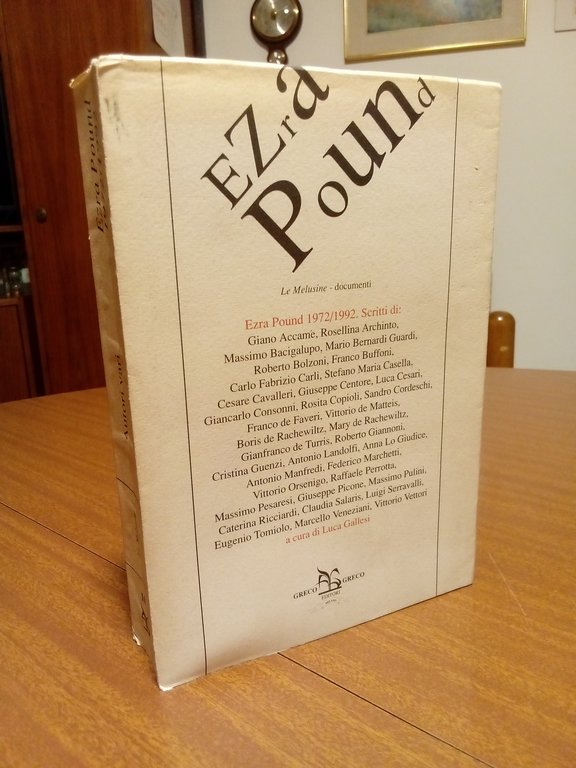 EZra
Pound
Le Melusine - documenti
Ezra Pound 1972/1992. Scritti di:
Giano Accame, Rosellina Archinto,
Massimo Bacigalupo, Mario Bernardi Guardi,
Roberto Bolzoni, Franco Buffoni,
Carlo Fabrizio Carli, Stefano Maria Casella,
Cesare Cavalleri, Giuseppe Centore, Luca Cesari,
Giancarlo Consonni, Rosita Copioli, Sandro Cordeschi,
Franco de Faveri, Vittorio de Matteis,
Boris de Rachewiltz, Mary de Rachewiltz,
Gianfranco de Turris, Roberto Giannoni,
Cristina Guenzi, Antonio Landolfi, Anna Lo Giudice,
Antonio Manfredi, Federico Marchetti,
Vittorio Orsenigo, Raffaele Perrotta,
Massimo Pesaresi, Giuseppe Picone, Massimo Pulini,
Caterina Ricciardi, Claudia Salaris, Luigi Serravalli,
Eugenio Tomiolo, Marcello Veneziani, Vittorio Vettori
a cura di Luca Gallesi
GRECO GRECO
EDITORI
Ezra Pound
Autori vari